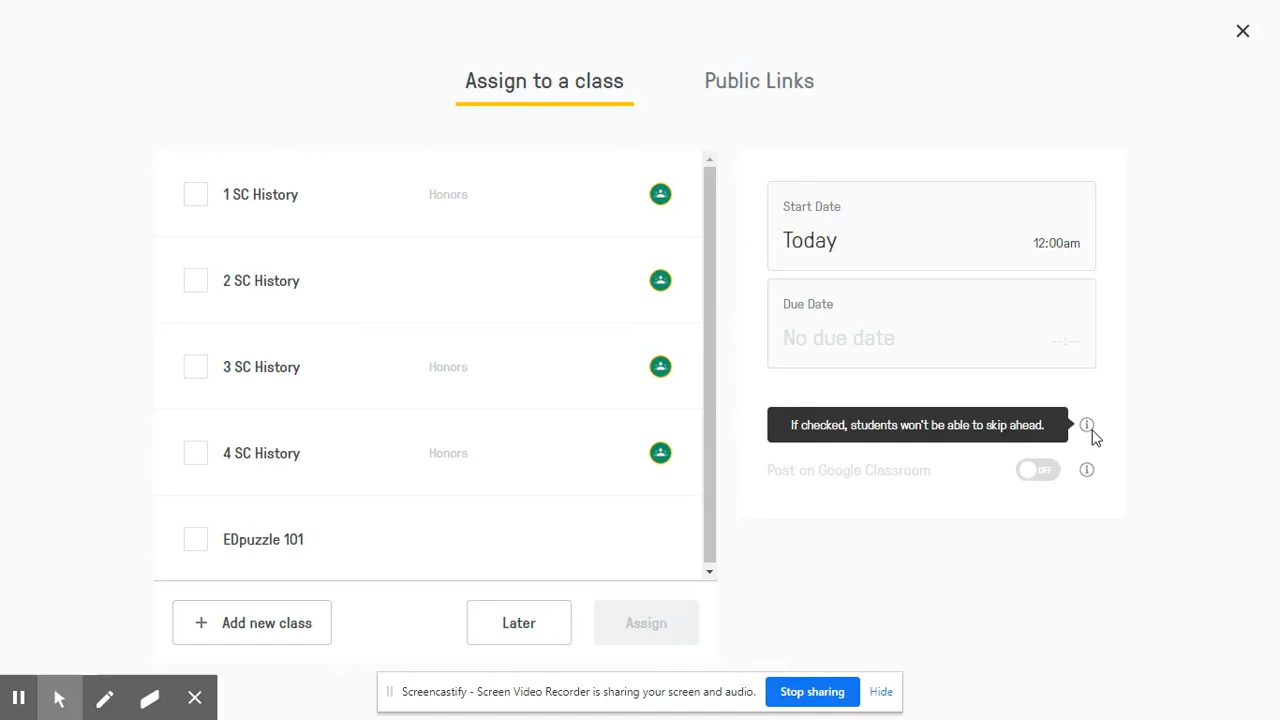 Assign to a class
Public Links
1 SC History Honors
2 SC History
3 SC History Honors
4 SC History Honors
EDpuzzle 101
+ Add new class
Later
Assign
Start Date
Today 12:00am
Due Date
No due date --:--
If checked, students won't be able to skip ahead.
Post on Google Classroom OFF
Screencastify - Screen Video Recorder is sharing your screen and audio. Stop sharing Hide